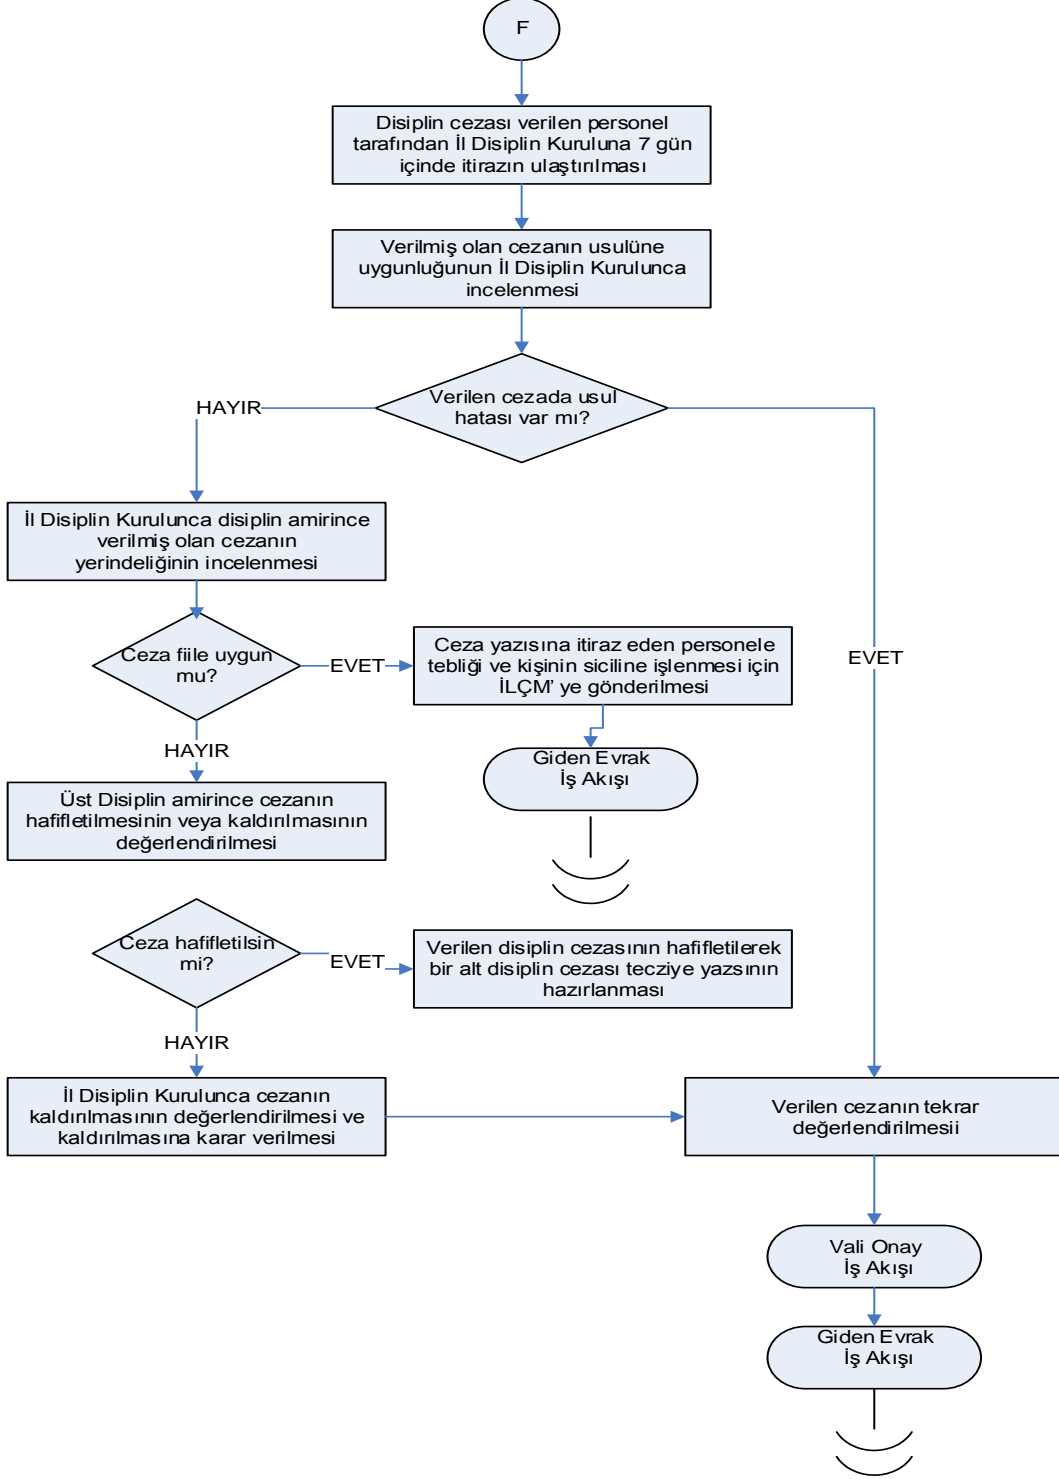 F
Disiplin cezası verilen personel
tarafından İl Disiplin Kuruluna 7 gün
içinde itirazın ulaştırılması
Verilmiş olan cezanın usulüne
uygunluğunun İl Disiplin Kurulunca
incelenmesi
Verilen cezada usul
hatası var mı?
HAYIR
İl Disiplin Kurulunca disiplin amirince
verilmiş olan cezanın
yerindeliğinin incelenmesi
Ceza fiile uygun
mu?
EVET
Ceza yazısına itiraz eden personele
tebliği ve kişinin siciline işlenmesi için
İLÇM' ye gönderilmesi
EVET
HAYIR
Giden Evrak
İş Akışı
Üst Disiplin amirince cezanın
hafifletilmesinin veya kaldırılmasının
değerlendirilmesi
Ceza hafifletilsin
mi?
EVET
Verilen disiplin cezasının hafifletilerek
bir alt disiplin cezası tecziye yazsının
hazırlanması
HAYIR
İl Disiplin Kurulunca cezanın
kaldırılmasının değerlendirilmesi ve
kaldırılmasına karar verilmesi
Verilen cezanın tekrar
değerlendirilmesii
Vali Onay
İş Akışı
Giden Evrak
İş Akışı